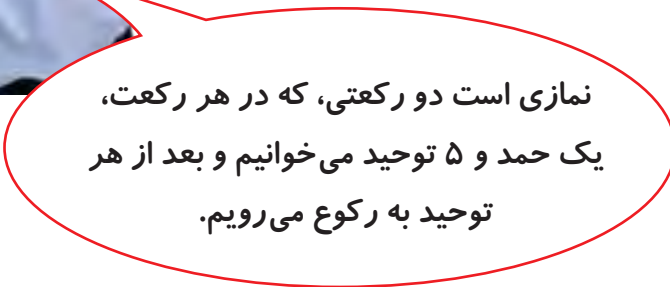 نمازی است دو رکعتی، که در هر رکعت،
یک حمد و ۵ توحید می‌خوانیم و بعد از هر
توحید به رکوع می‌رویم.